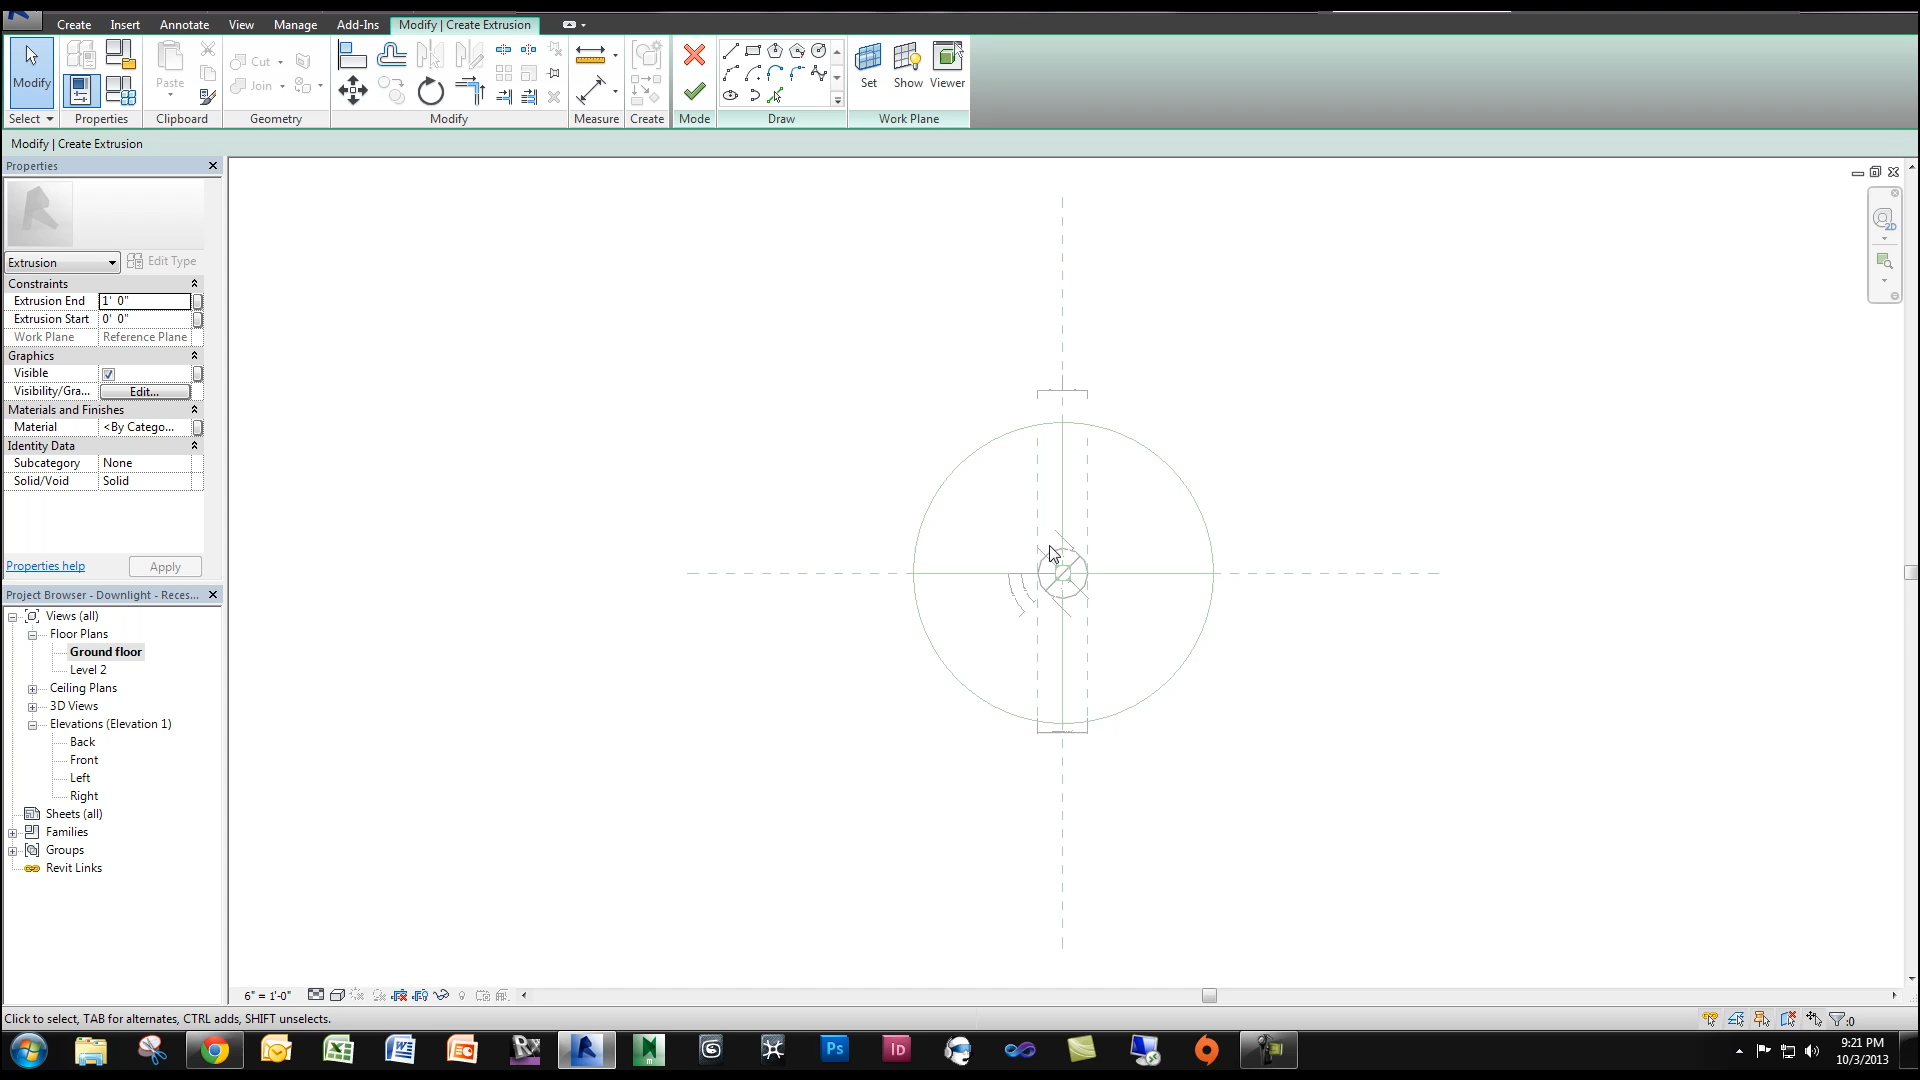 Create Insert Annotate View Manage Add-Ins Modify | Create Extrusion
Modify
Paste
Cut
Join
Set Show Viewer
Select Properties Clipboard Geometry Modify Measure Create Mode Draw Work Plane
Modify | Create Extrusion
Properties
Extrusion
Edit Type
Constraints
Extrusion End 1' 0"
Extrusion Start 0' 0"
Work Plane Reference Plane
Graphics
Visible
Visibility/Gra... Edit...
Materials and Finishes
Material <By Catego...
Identity Data
Subcategory None
Solid/Void Solid
Properties help Apply
Project Browser - Downlight - Reces...
Views (all)
Floor Plans
Ground floor
Level 2
Ceiling Plans
3D Views
Elevations (Elevation 1)
Back
Front
Left
Right
Sheets (all)
Families
Groups
Revit Links
2D
6" = 1'-0"
Click to select, TAB for alternates, CTRL adds, SHIFT unselects.
:0
Ps
Id
9:21 PM
10/3/2013